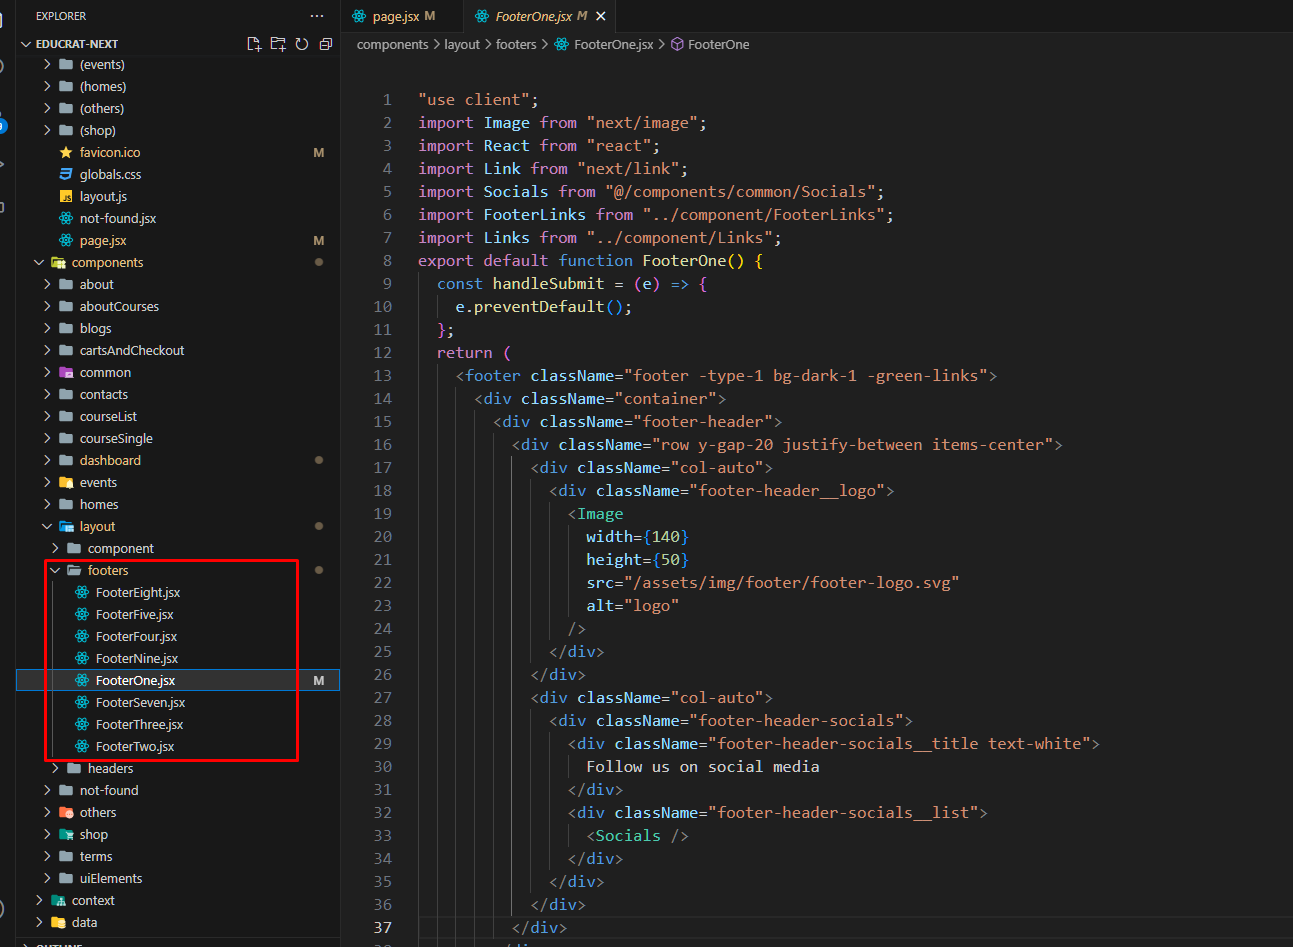 EXPLORER
EDUCRAT-NEXT
(events)
(homes)
(others)
(shop)
favicon.ico M
globals.css
JS layout.js
not-found.jsx
page.jsx M
components
about
aboutCourses
blogs
cartsAndCheckout
common
contacts
courseList
courseSingle
dashboard
events
homes
layout
component
footers
FooterEight.jsx
FooterFive.jsx
FooterFour.jsx
FooterNine.jsx
FooterOne.jsx M
FooterSeven.jsx
FooterThree.jsx
FooterTwo.jsx
headers
not-found
others
shop
terms
uiElements
context
data
page.jsx M
FooterOne.jsx M
components > layout > footers > FooterOne.jsx > FooterOne
1 "use client";
2 import Image from "next/image";
3 import React from "react";
4 import Link from "next/link";
5 import Socials from "@/components/common/Socials";
6 import FooterLinks from "../component/FooterLinks";
7 import Links from "../component/Links";
8 export default function FooterOne() {
9 const handleSubmit = (e) => {
10 e.preventDefault();
11 };
12 return (
13 <footer className="footer -type-1 bg-dark-1 -green-links">
14 <div className="container">
15 <div className="footer-header">
16 <div className="row y-gap-20 justify-between items-center">
17 <div className="col-auto">
18 <div className="footer-header__logo">
19 <Image
20 width={140}
21 height={50}
22 src="/assets/img/footer/footer-logo.svg"
23 alt="logo"
24 />
25 </div>
26 </div>
27 <div className="col-auto">
28 <div className="footer-header-socials">
29 <div className="footer-header-socials__title text-white">
30 Follow us on social media
31 </div>
32 <div className="footer-header-socials__list">
33 <Socials />
34 </div>
35 </div>
36 </div>
37 </div>